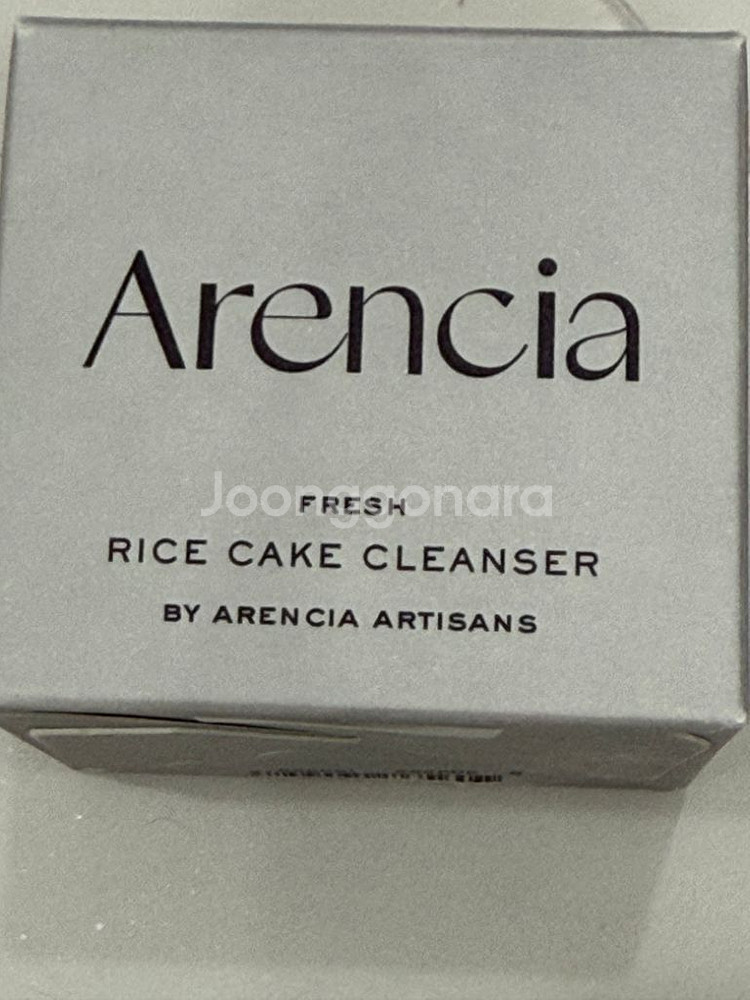 Arencia
Joonggonara
FRESH
RICE CAKE CLEANSER
BY ARENCIA ARTISANS